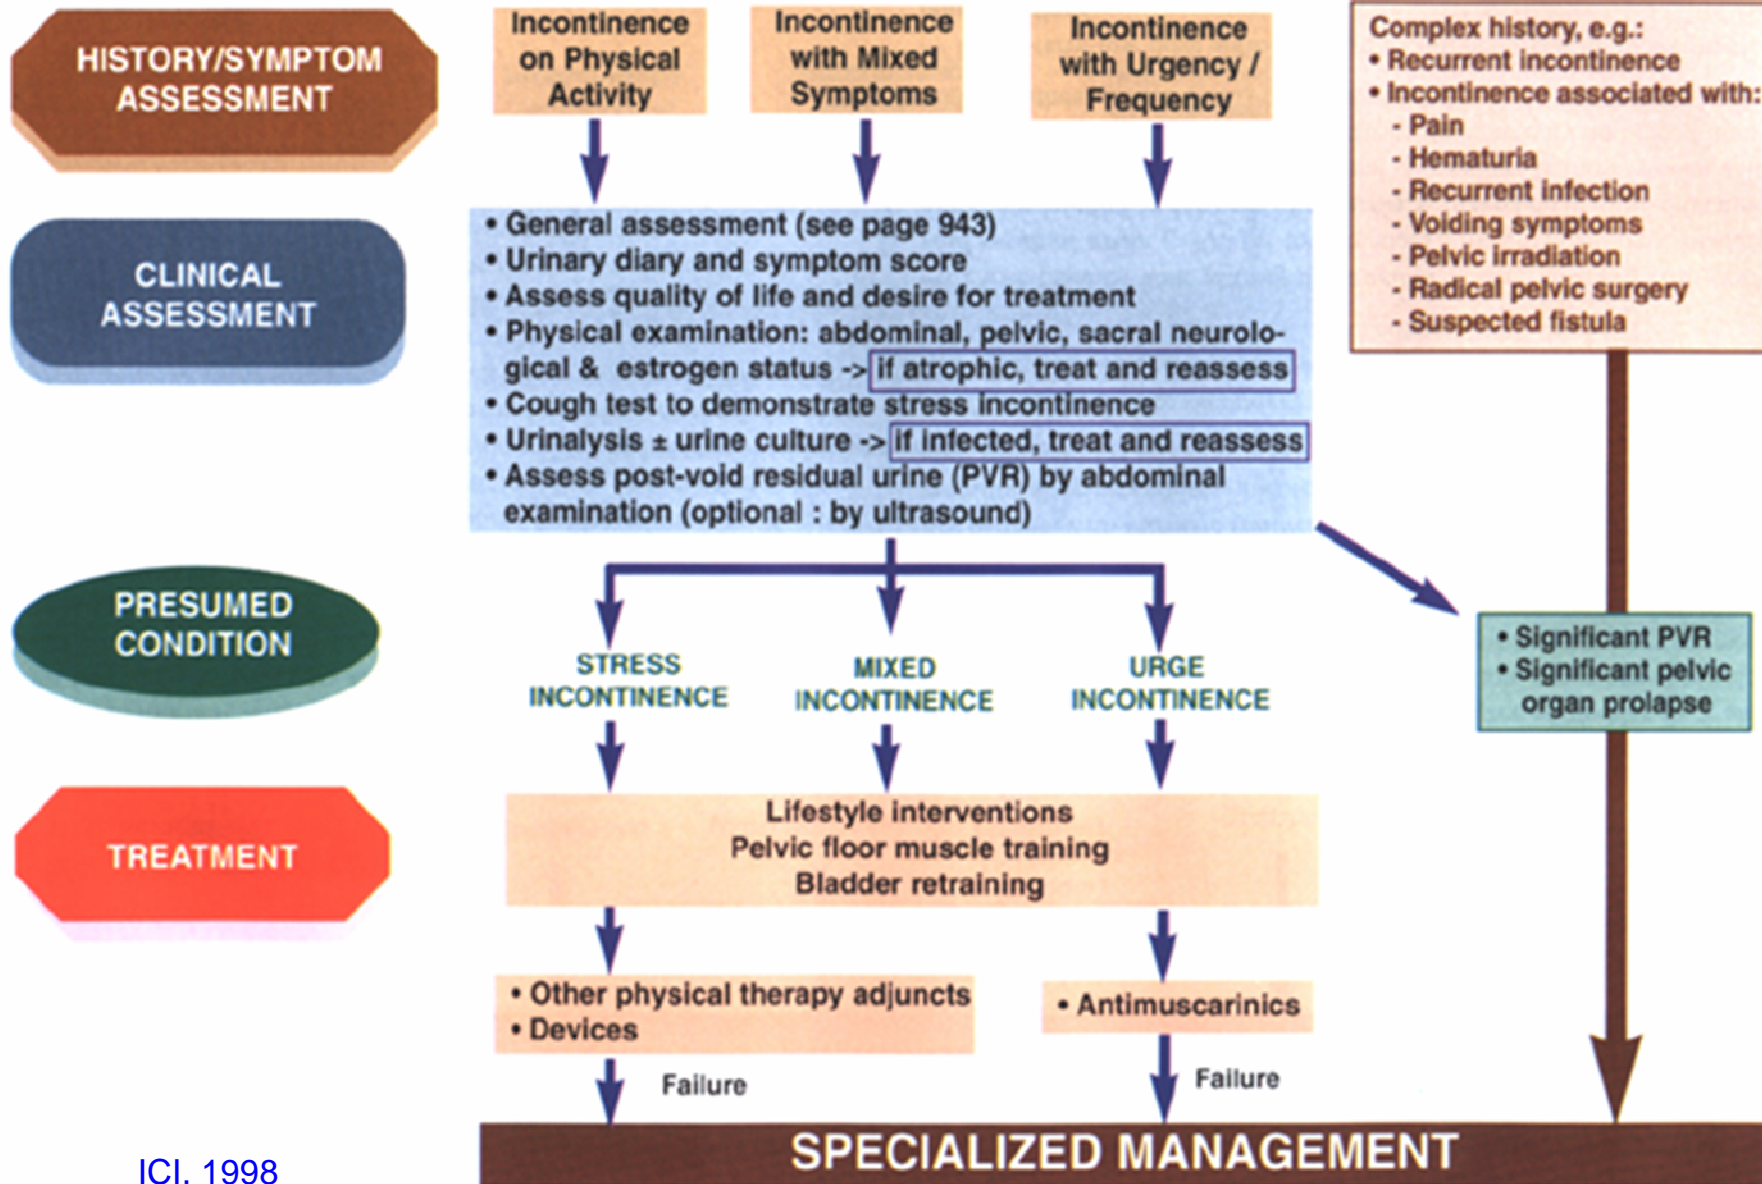 HISTORY/SYMPTOM
ASSESSMENT
Incontinence
on Physical
Activity
Incontinence
with Mixed
Symptoms
Incontinence
with Urgency /
Frequency
Complex history, e.g.:
• Recurrent incontinence
• Incontinence associated with:
- Pain
- Hematuria
- Recurrent infection
- Voiding symptoms
- Pelvic irradiation
- Radical pelvic surgery
- Suspected fistula
CLINICAL
ASSESSMENT
• General assessment (see page 943)
• Urinary diary and symptom score
• Assess quality of life and desire for treatment
• Physical examination: abdominal, pelvic, sacral neurolo-
gical & estrogen status -> if atrophic, treat and reassess
• Cough test to demonstrate stress incontinence
• Urinalysis ± urine culture -> if infected, treat and reassess
• Assess post-void residual urine (PVR) by abdominal
examination (optional : by ultrasound)
PRESUMED
CONDITION
STRESS
INCONTINENCE
MIXED
INCONTINENCE
URGE
INCONTINENCE
• Significant PVR
• Significant pelvic
organ prolapse
TREATMENT
Lifestyle interventions
Pelvic floor muscle training
Bladder retraining
• Other physical therapy adjuncts
• Devices
• Antimuscarinics
Failure
Failure
SPECIALIZED MANAGEMENT
ICI, 1998